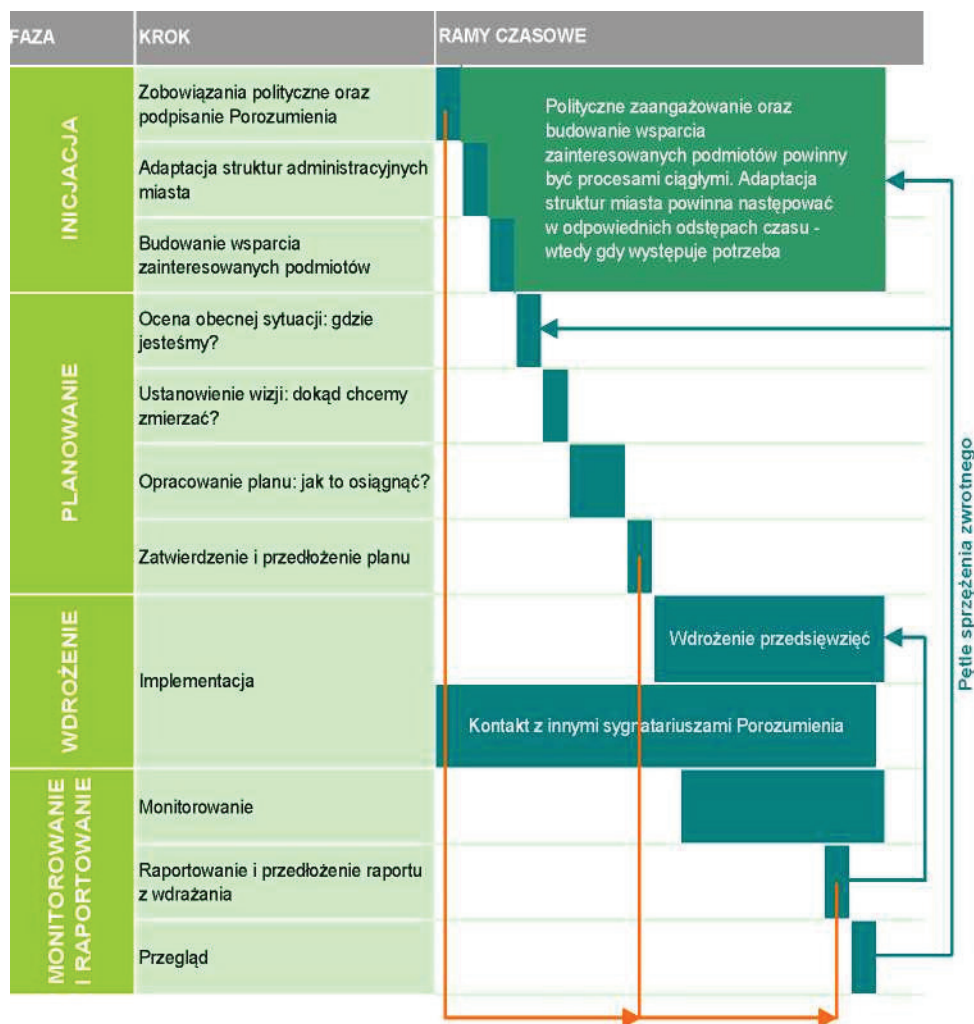 FAZA
KROK
RAMY CZASOWE
INICJACJA
Zobowiązania polityczne oraz
podpisanie Porozumienia
Polityczne zaangażowanie oraz
budowanie wsparcia
zainteresowanych podmiotów powinny
być procesami ciągłymi. Adaptacja
struktur miasta powinna następować
w odpowiednich odstępach czasu -
wtedy gdy występuje potrzeba
Adaptacja struktur administracyjnych
miasta
Budowanie wsparcia
zainteresowanych podmiotów
PLANOWANIE
Ocena obecnej sytuacji: gdzie
jesteśmy?
Ustanowienie wizji: dokąd chcemy
zmierzać?
Opracowanie planu: jak to osiągnąć?
Zatwierdzenie i przedłożenie planu
WDROŻENIE
Implementacja
Wdrożenie przedsięwzięć
Kontakt z innymi sygnatariuszami Porozumienia
MONITOROWANIE
I RAPORTOWANIE
Monitorowanie
Raportowanie i przedłożenie raportu
z wdrażania
Przegląd
Pętle sprzężenia zwrotnego